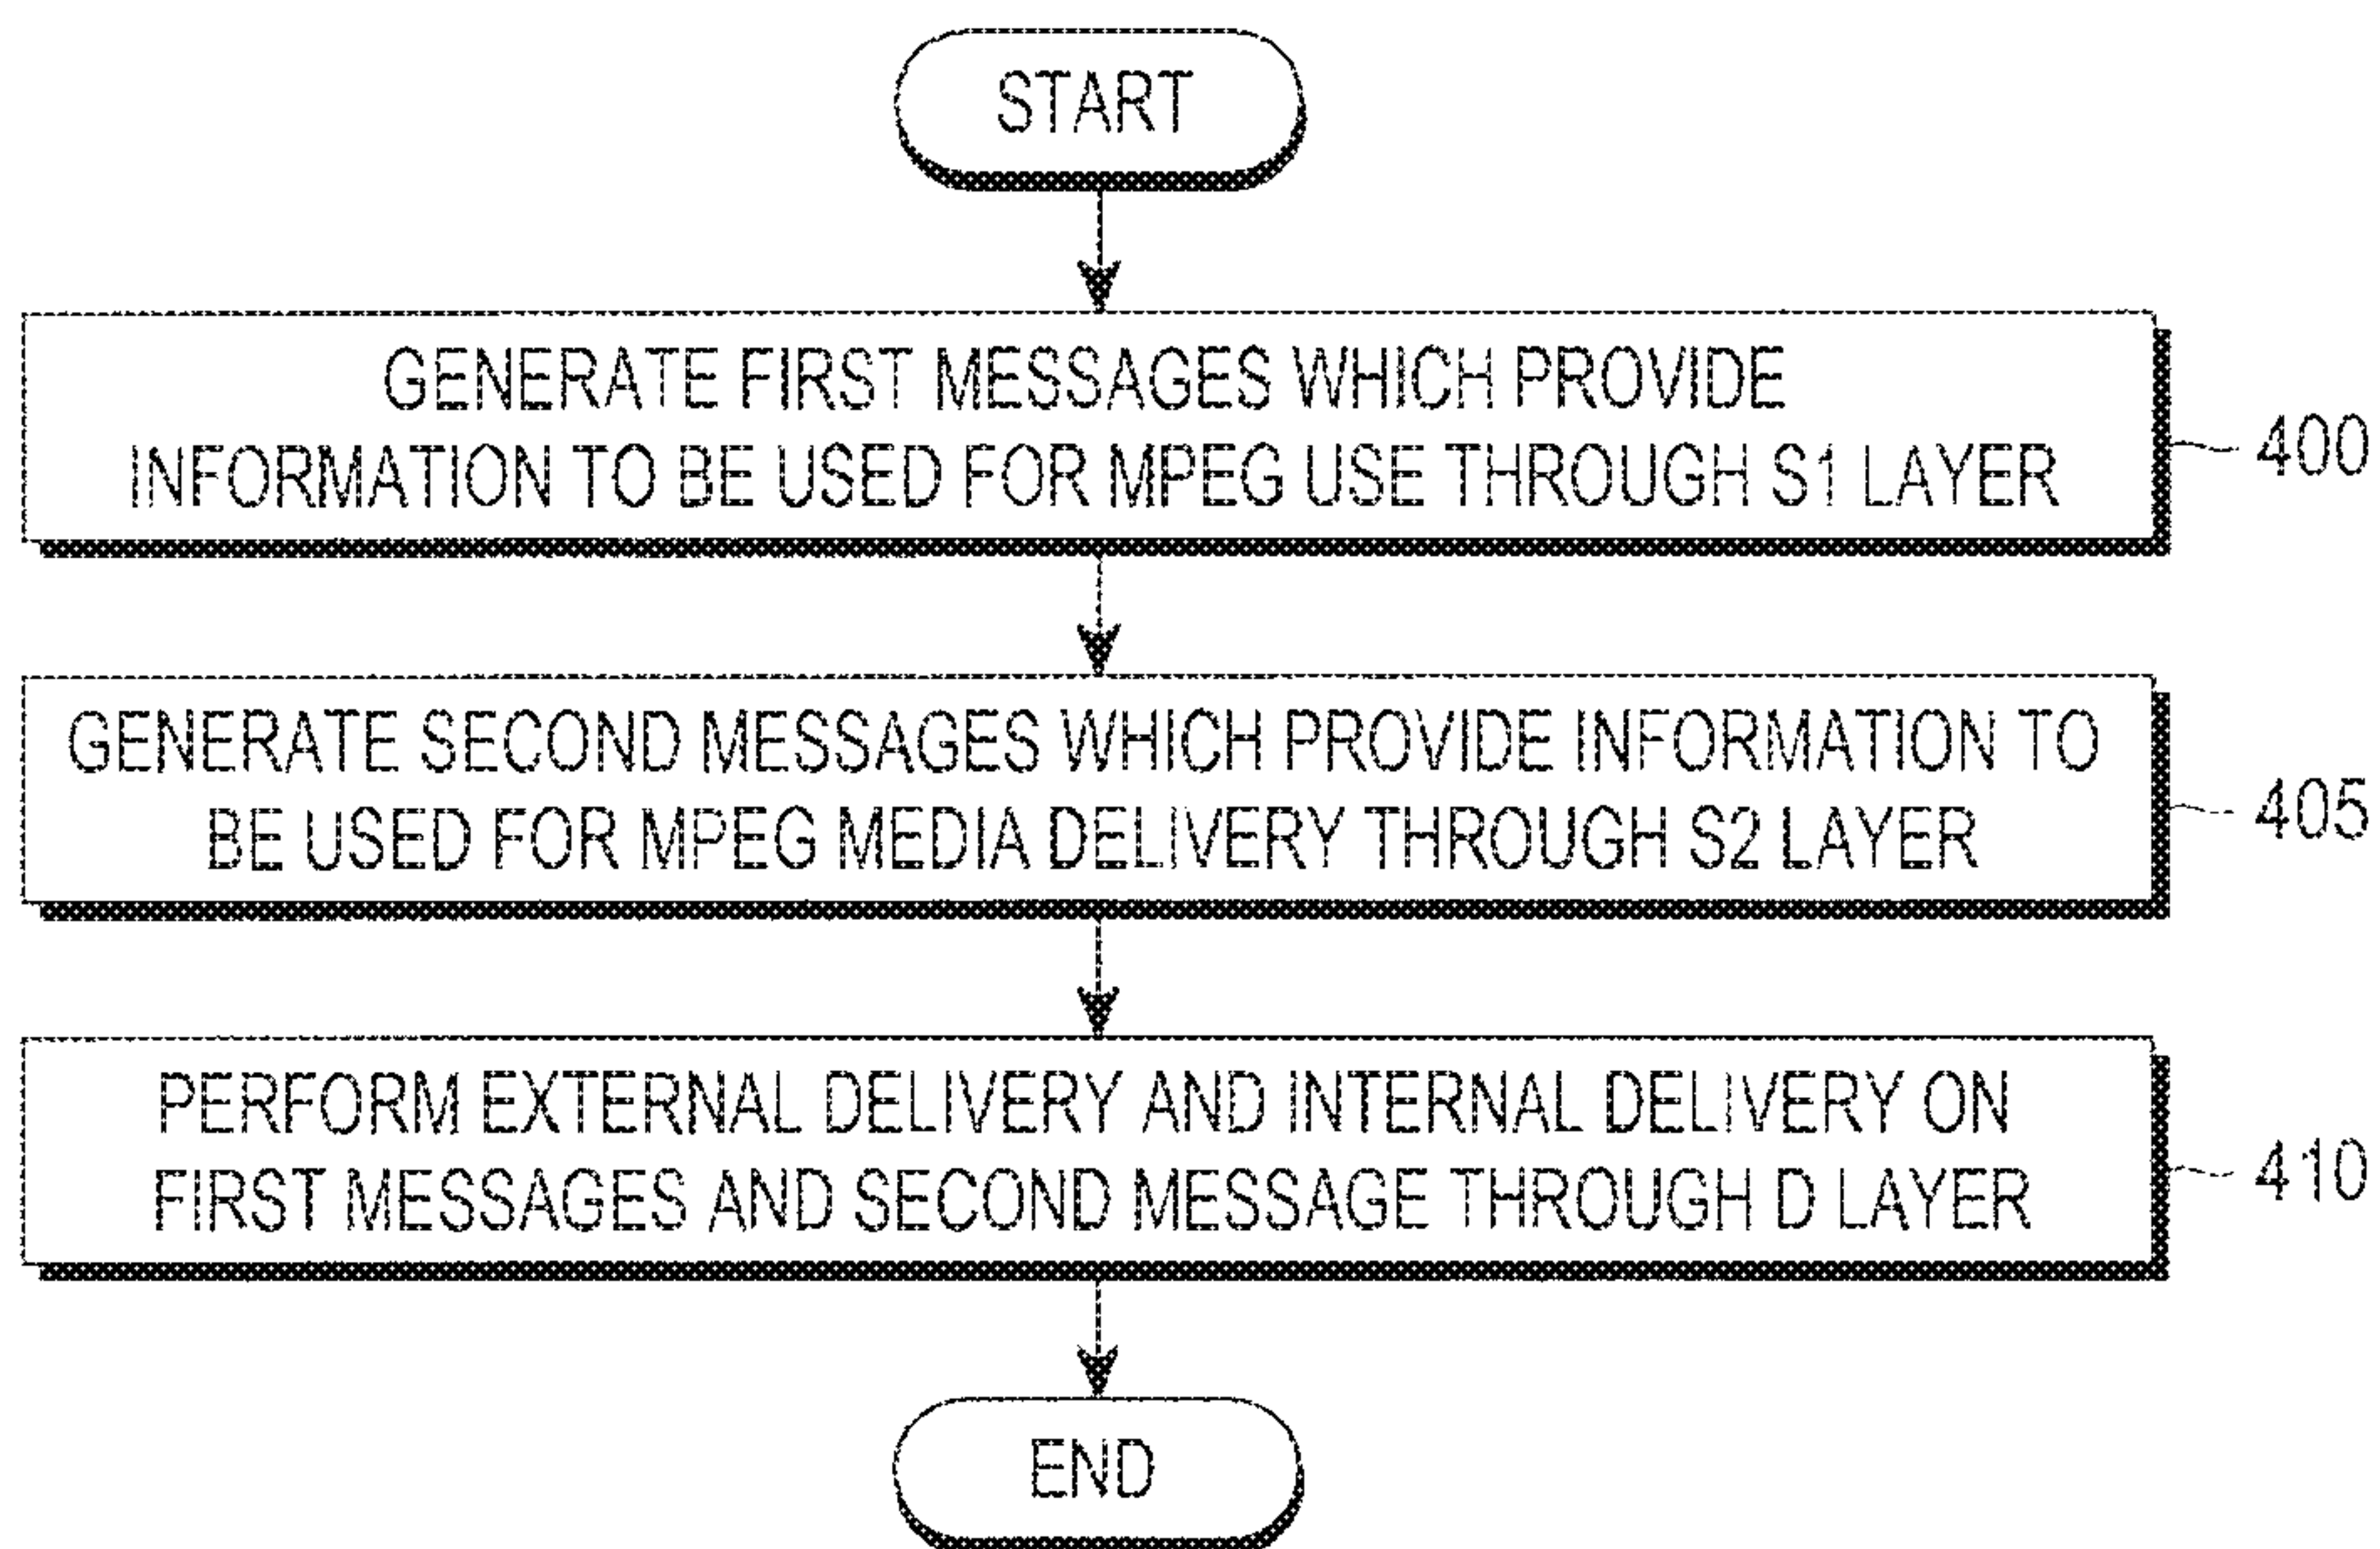 START
GENERATE FIRST MESSAGES WHICH PROVIDE
INFORMATION TO BE USED FOR MPEG USE THROUGH S1 LAYER
400
GENERATE SECOND MESSAGES WHICH PROVIDE INFORMATION TO
BE USED FOR MPEG MEDIA DELIVERY THROUGH S2 LAYER
405
PERFORM EXTERNAL DELIVERY AND INTERNAL DELIVERY ON
FIRST MESSAGES AND SECOND MESSAGE THROUGH D LAYER
410
END